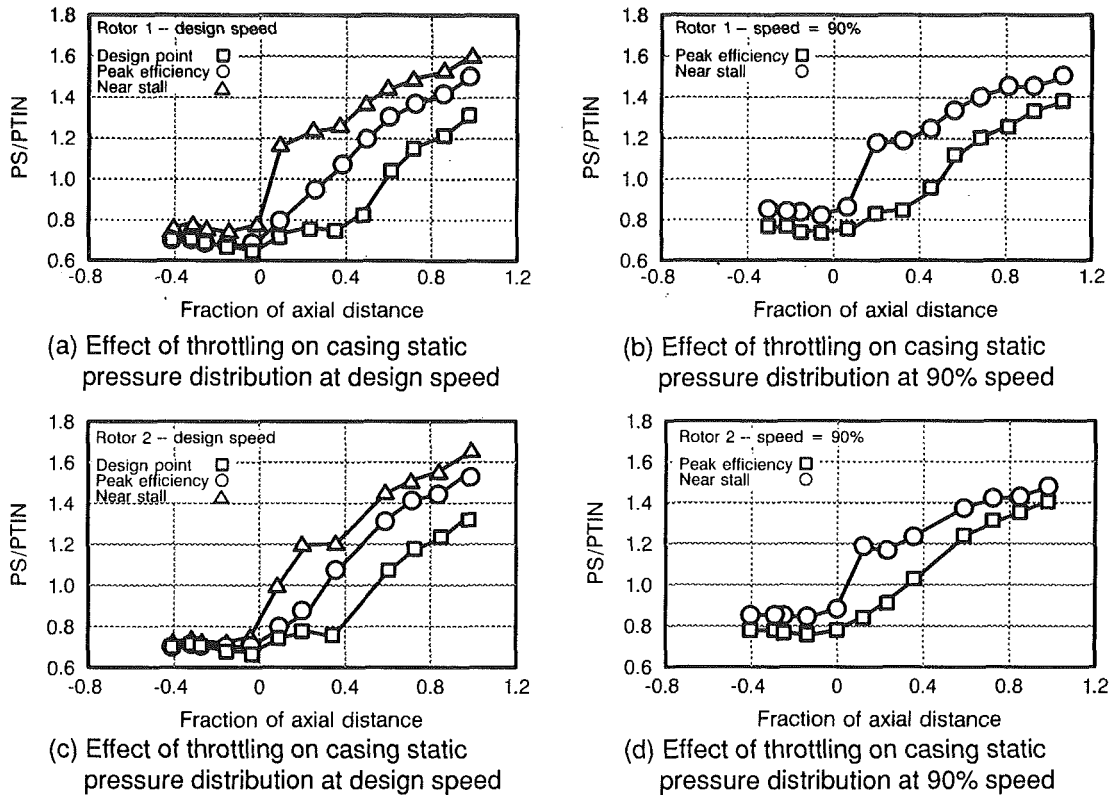 Rotor 1 – design speed
Design point
Peak efficiency
Near stall
PS/PTIN
1.8
1.6
1.4
1.2
1.0
0.8
0.6
-0.8 -0.4 0 0.4 0.8 1.2
Fraction of axial distance
(a) Effect of throttling on casing static
pressure distribution at design speed
Rotor 1 – speed = 90%
Peak efficiency
Near stall
PS/PTIN
1.8
1.6
1.4
1.2
1.0
0.8
0.6
-0.8 -0.4 0 0.4 0.8 1.2
Fraction of axial distance
(b) Effect of throttling on casing static
pressure distribution at 90% speed
Rotor 2 – design speed
Design point
Peak efficiency
Near stall
PS/PTIN
1.8
1.6
1.4
1.2
1.0
0.8
0.6
-0.8 -0.4 0 0.4 0.8 1.2
Fraction of axial distance
(c) Effect of throttling on casing static
pressure distribution at design speed
Rotor 2 – speed = 90%
Peak efficiency
Near stall
PS/PTIN
1.8
1.6
1.4
1.2
1.0
0.8
0.6
-0.8 -0.4 0 0.4 0.8 1.2
Fraction of axial distance
(d) Effect of throttling on casing static
pressure distribution at 90% speed